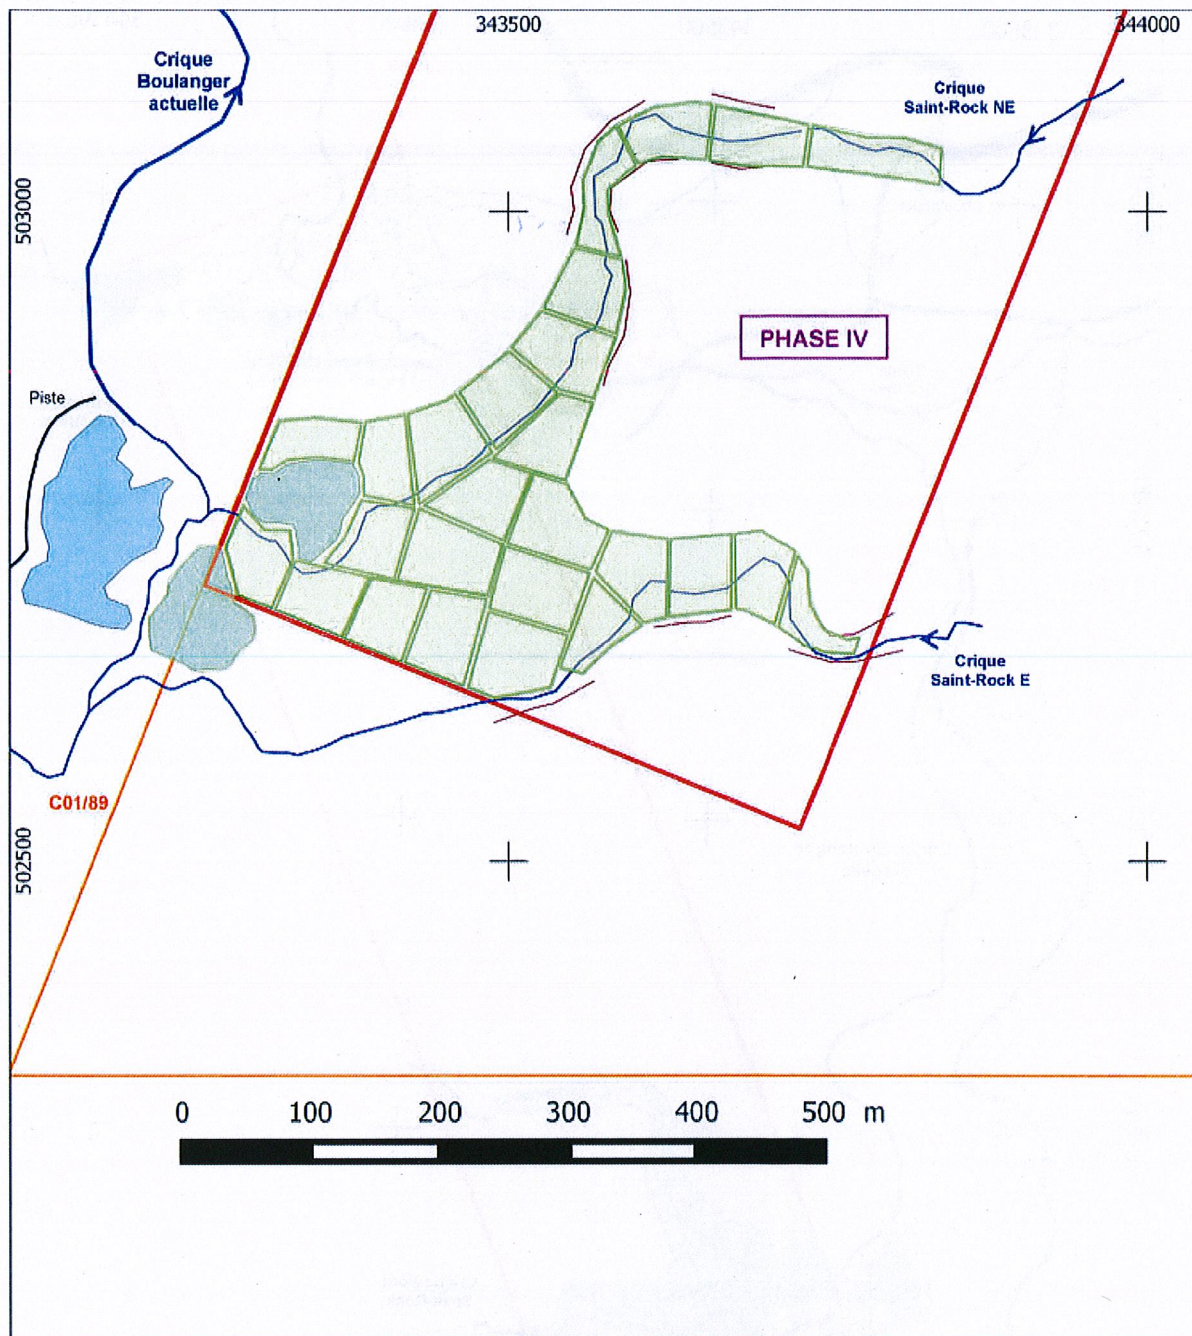 343500
344000
Crique
Boulanger
actuelle
Crique
Saint-Rock NE
503000
PHASE IV
Piste
Crique
Saint-Rock E
C01/89
502500
0 100 200 300 400 500 m